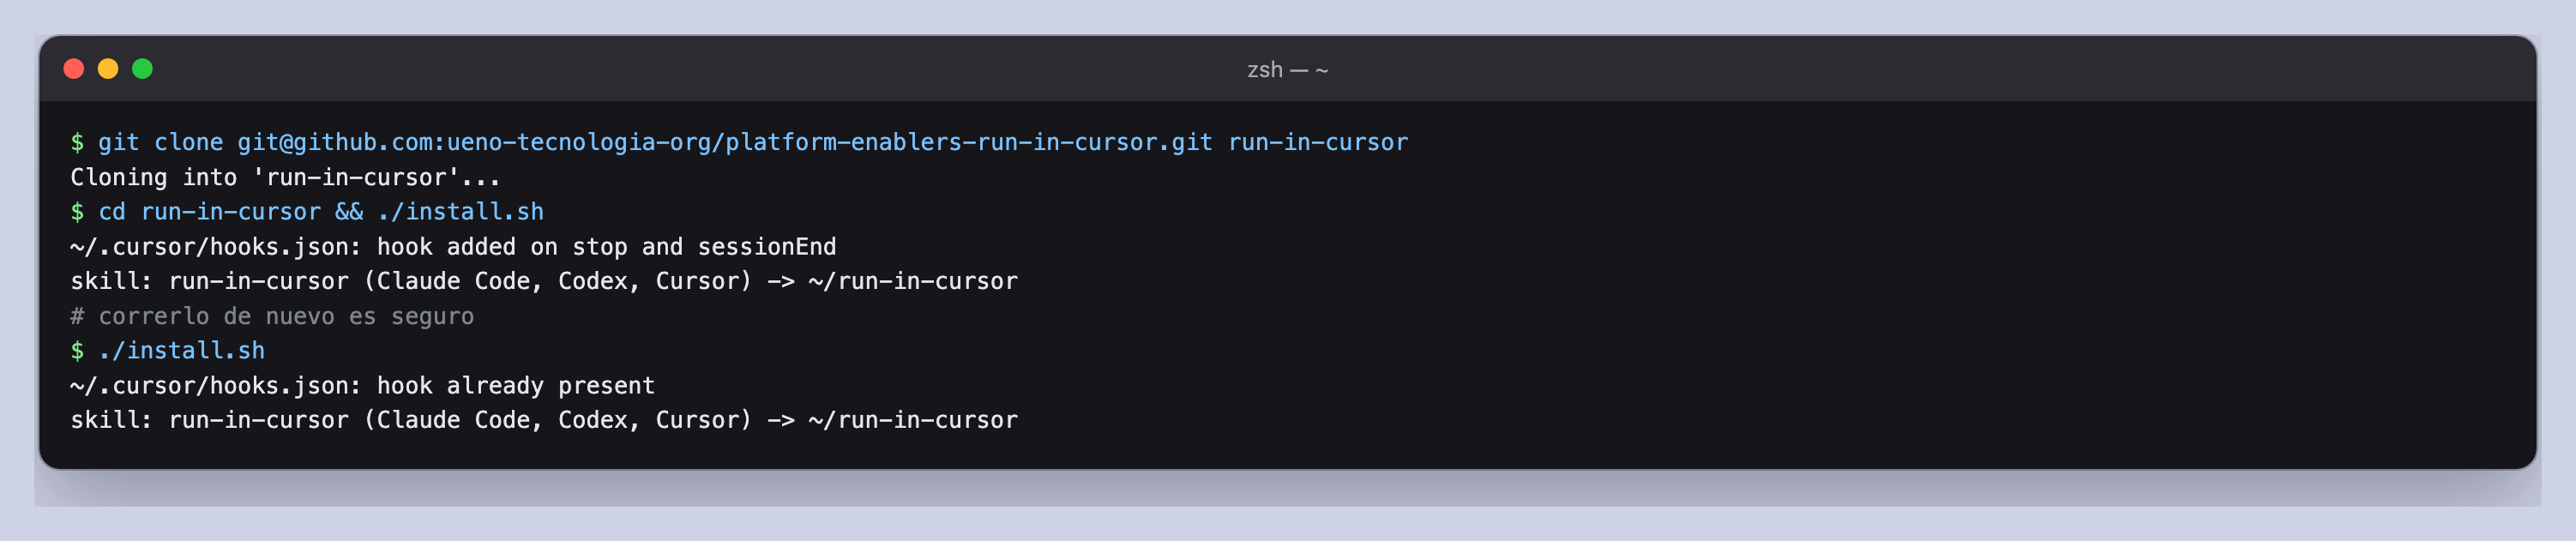 zsh — ~
$ git clone git@github.com:ueno-tecnologia-org/platform-enablers-run-in-cursor.git run-in-cursor
Cloning into 'run-in-cursor'...
$ cd run-in-cursor && ./install.sh
~/.cursor/hooks.json: hook added on stop and sessionEnd
skill: run-in-cursor (Claude Code, Codex, Cursor) -> ~/run-in-cursor
# correrlo de nuevo es seguro
$ ./install.sh
~/.cursor/hooks.json: hook already present
skill: run-in-cursor (Claude Code, Codex, Cursor) -> ~/run-in-cursor